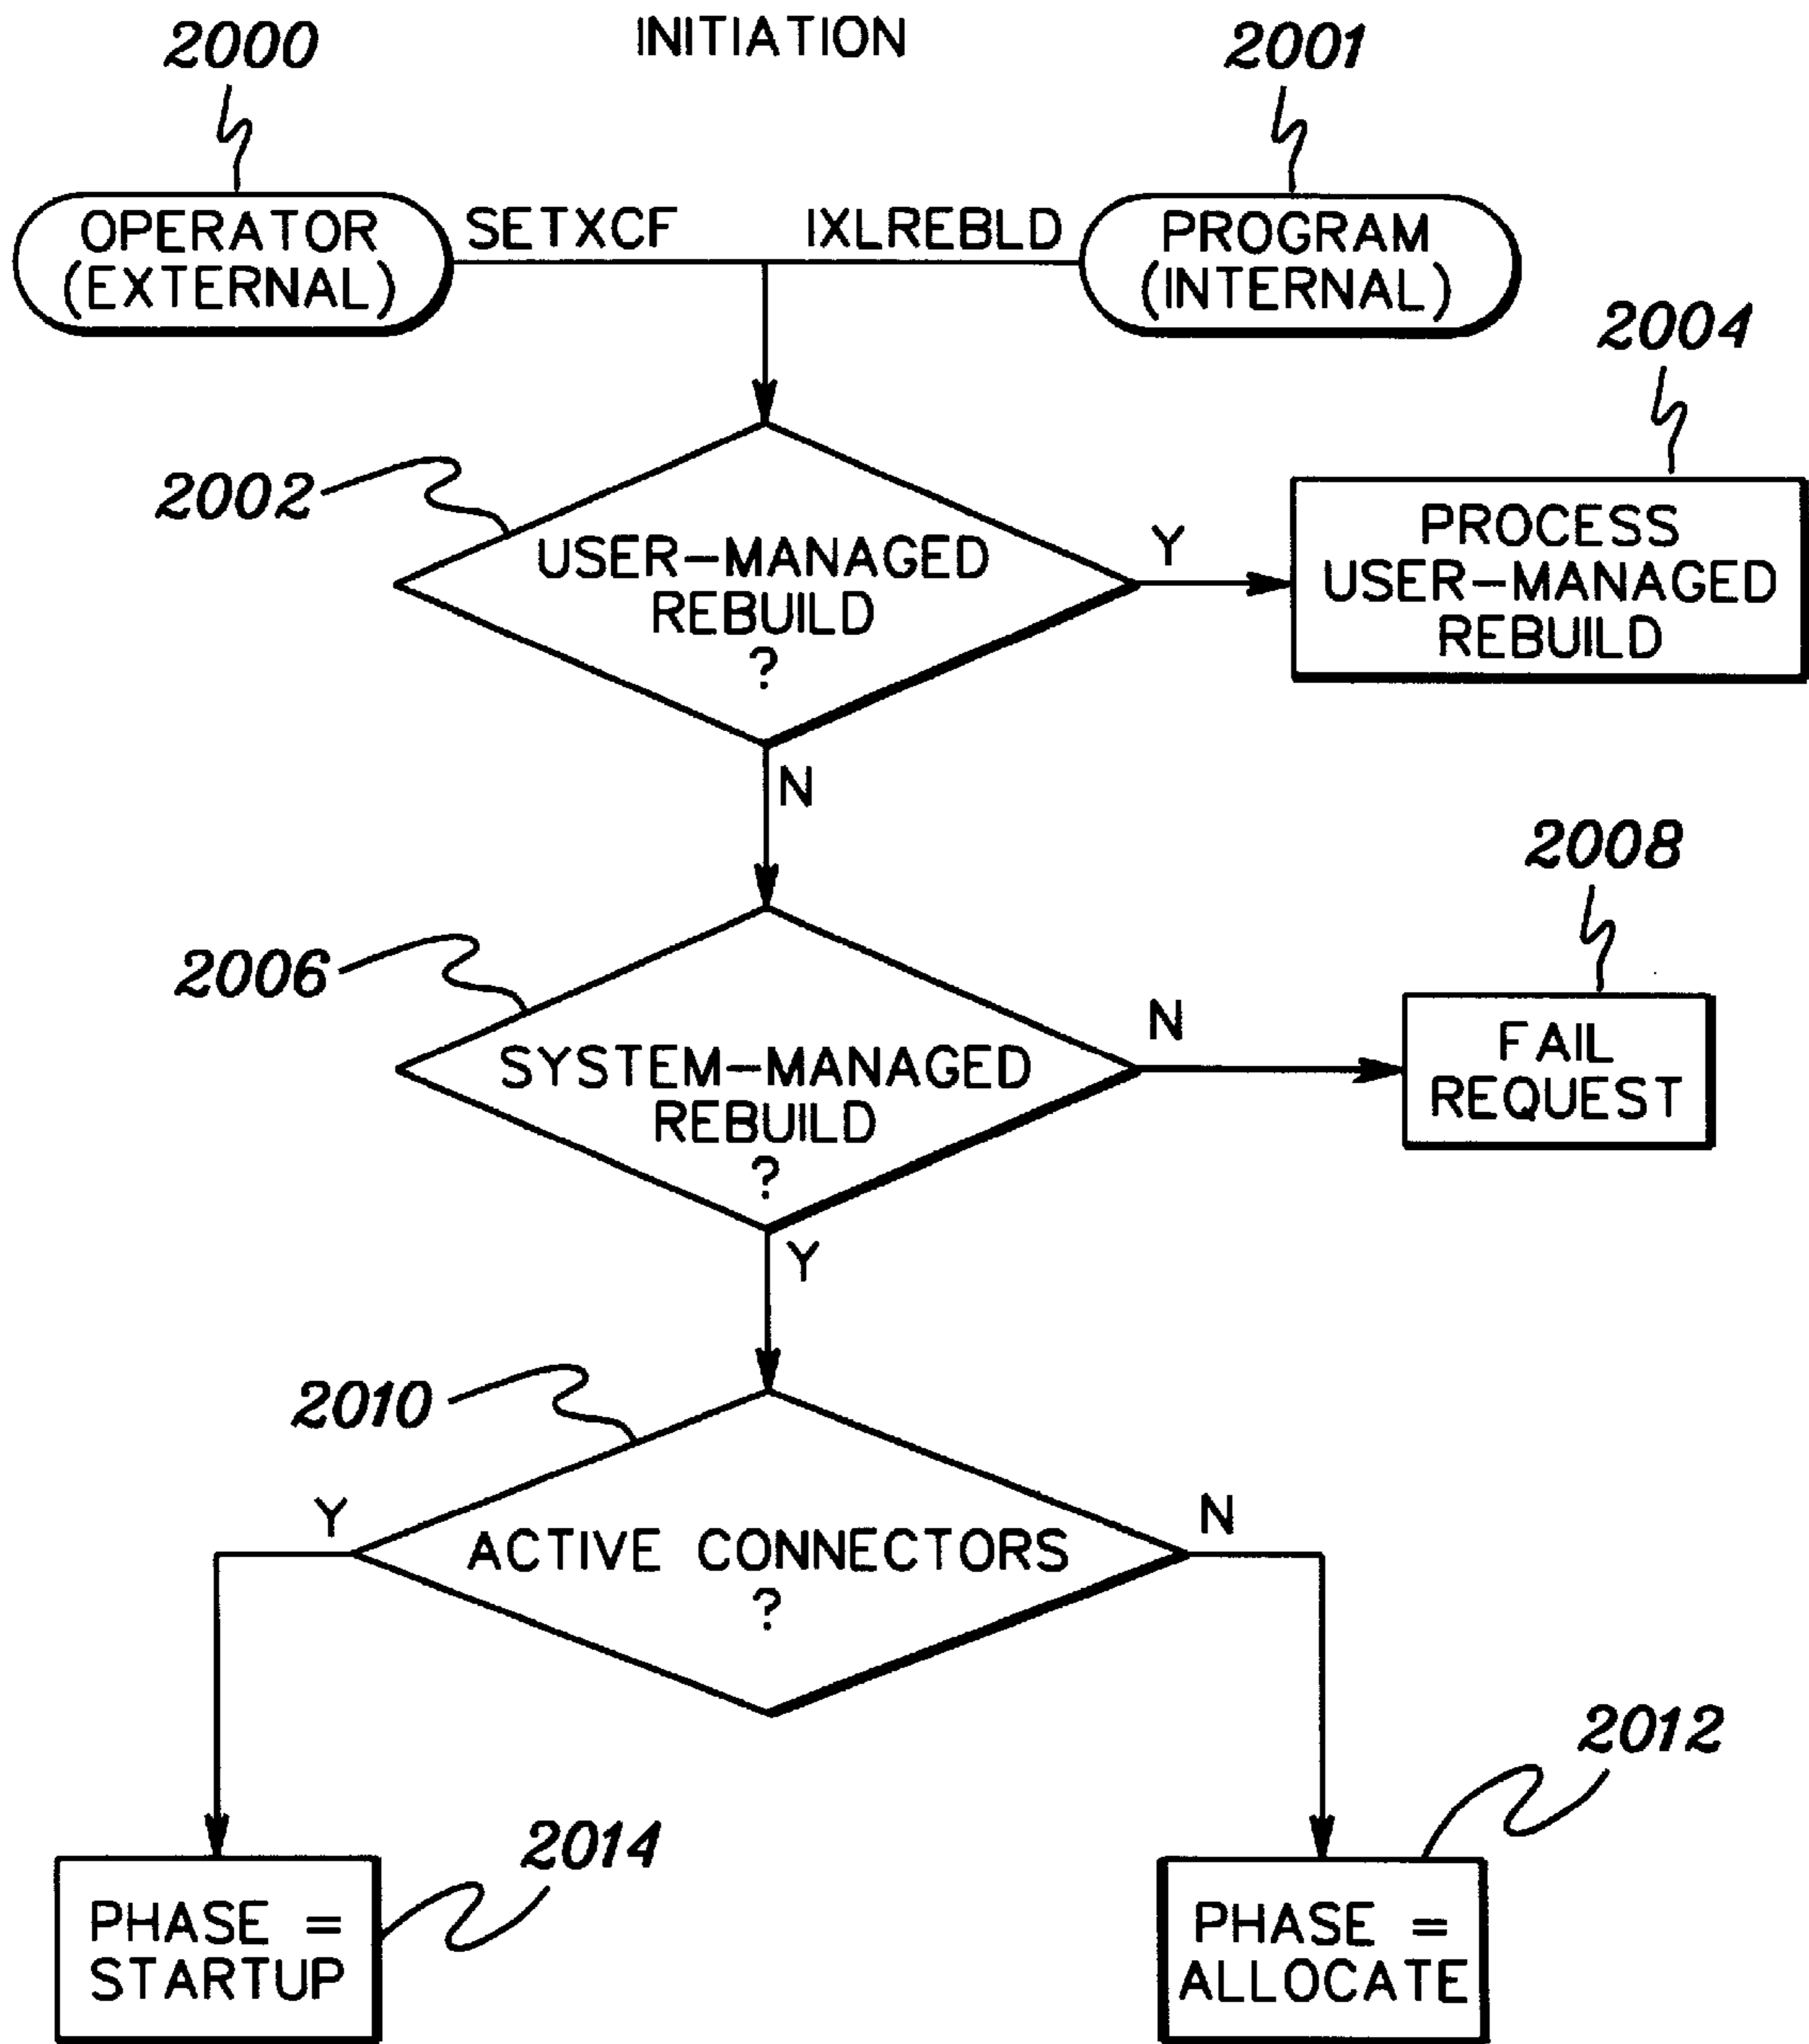 INITIATION
2000
2001
OPERATOR
(EXTERNAL)
SETXCF
IXLREBLD
PROGRAM
(INTERNAL)
2004
2002
USER-MANAGED
REBUILD
?
Y
PROCESS
USER-MANAGED
REBUILD
N
2008
2006
SYSTEM-MANAGED
REBUILD
?
N
FAIL
REQUEST
Y
2010
Y
ACTIVE CONNECTORS
?
N
2012
2014
PHASE =
STARTUP
PHASE =
ALLOCATE